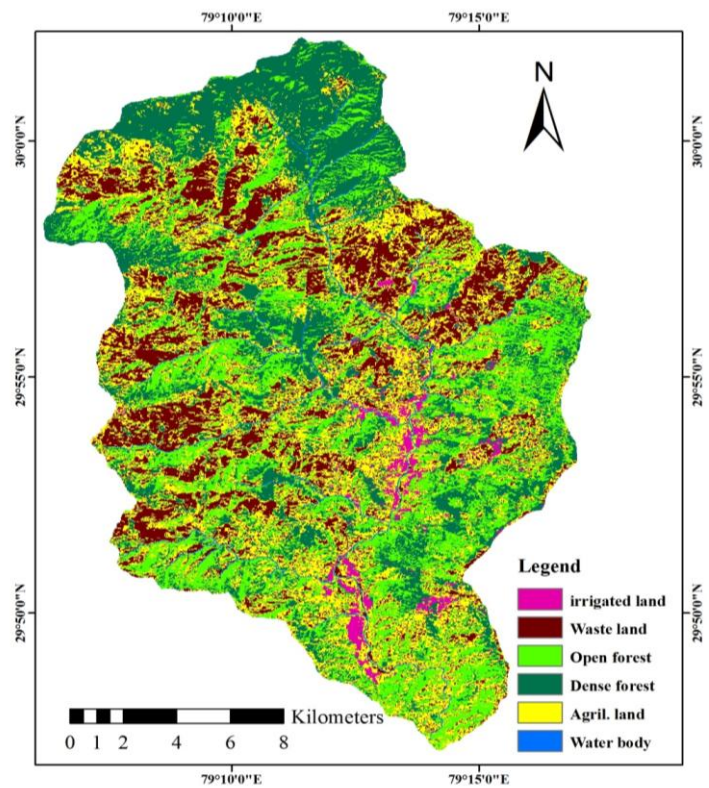 79°10'0"E 79°15'0"E
N
30°0'0"N 30°0'0"N
29°55'0"N 29°55'0"N
29°50'0"N 29°50'0"N
Legend
irrigated land
Waste land
Open forest
Dense forest
Agril. land
Water body
Kilometers
0 1 2 4 6 8
79°10'0"E 79°15'0"E